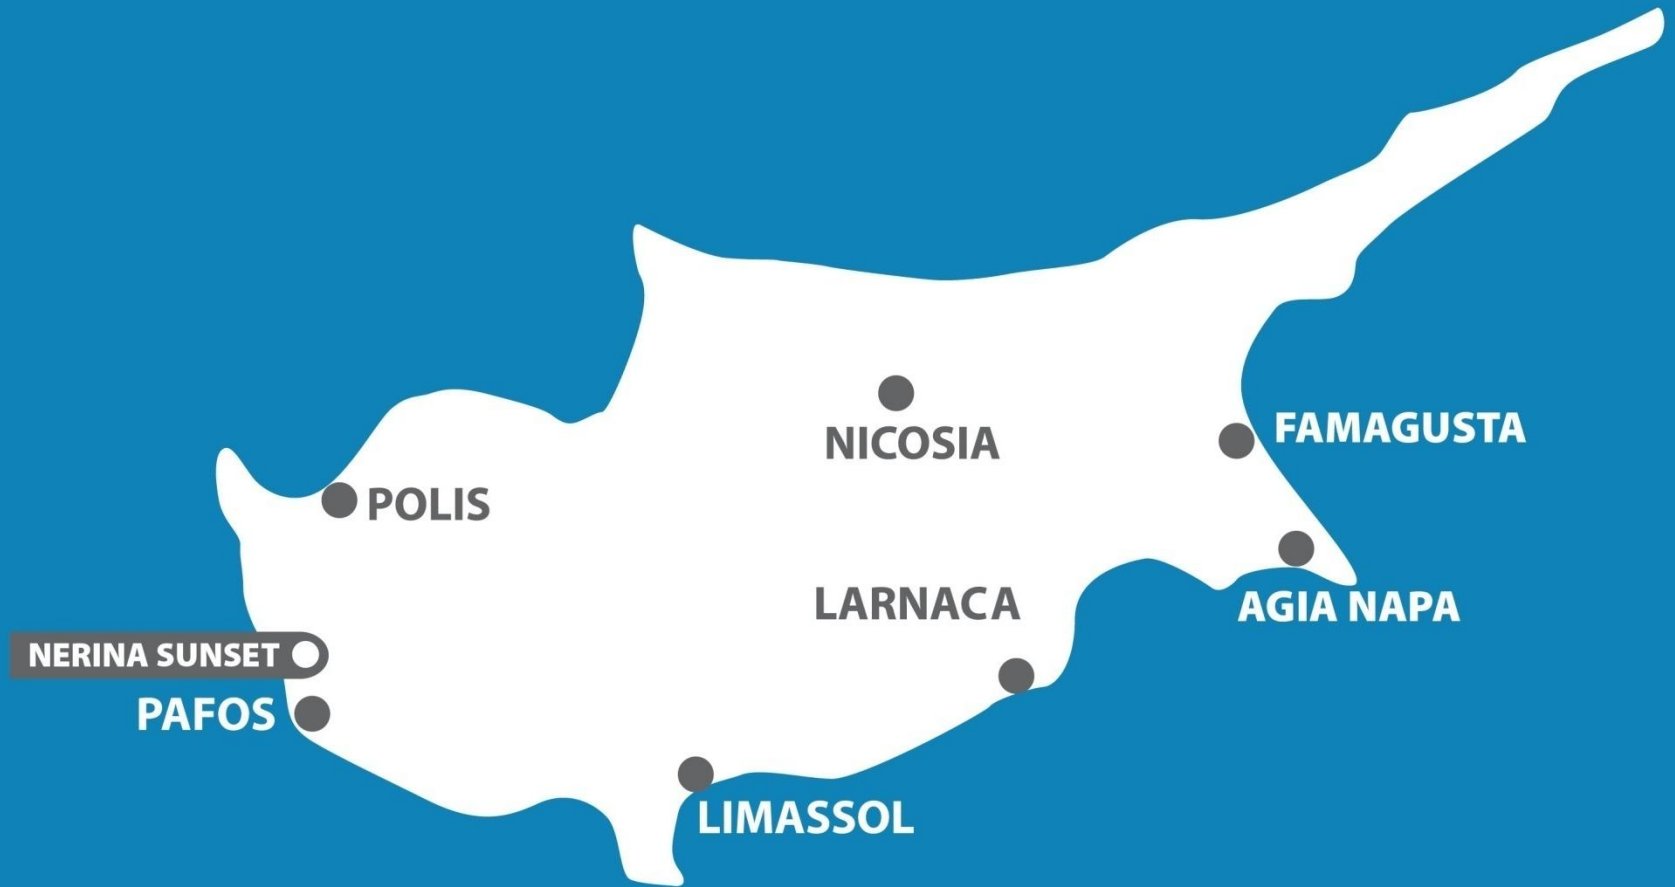 FAMAGUSTA
NICOSIA
POLIS
LARNACA
AGIA NAPA
NERINA SUNSET
PAFOS
LIMASSOL